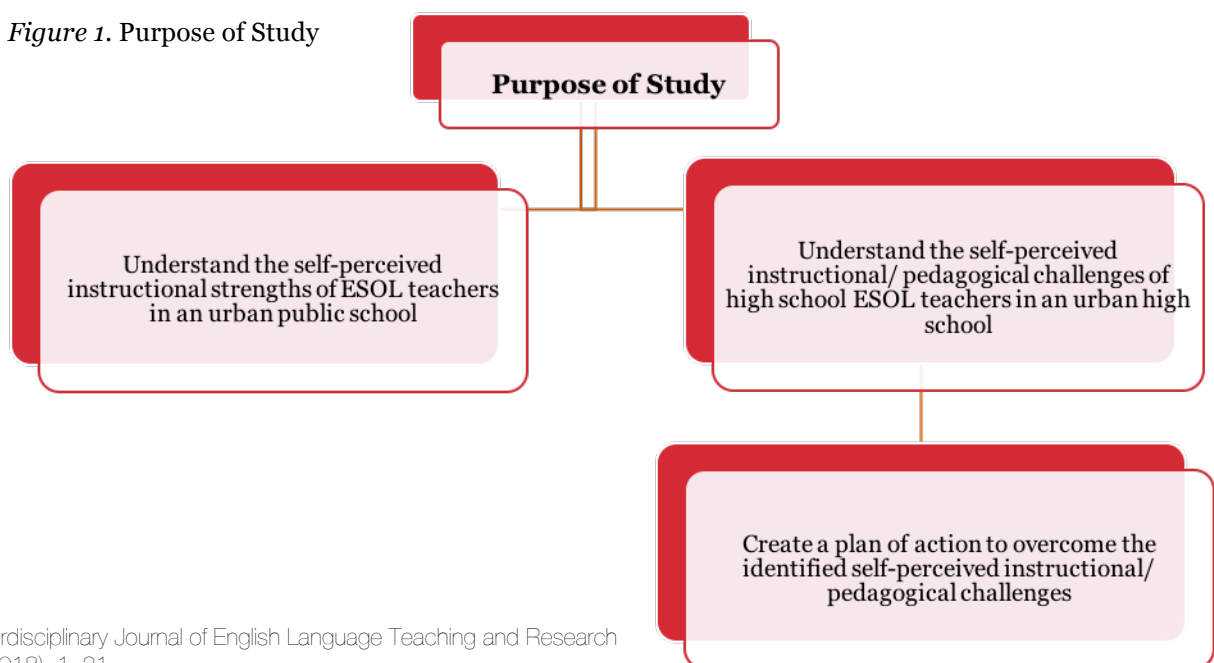 Figure 1. Purpose of Study
Purpose of Study
Understand the self-perceived
instructional strengths of ESOL teachers
in an urban public school
Understand the self-perceived
instructional/ pedagogical challenges of
high school ESOL teachers in an urban high
school
Create a plan of action to overcome the
identified self-perceived instructional/
pedagogical challenges
rdisciplinary Journal of English Language Teaching and Research